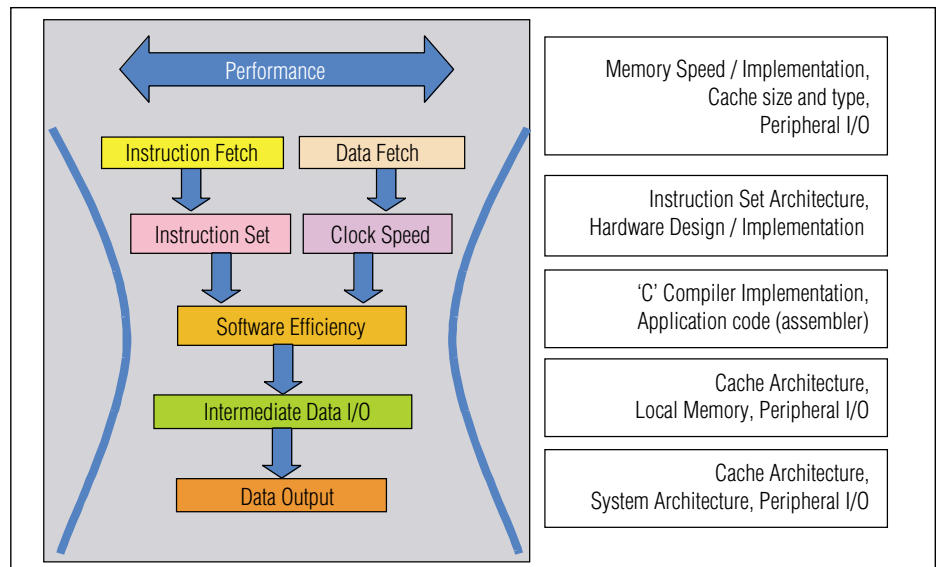 Performance
Memory Speed / Implementation,
Cache size and type,
Peripheral I/O
Instruction Fetch
Data Fetch
Instruction Set
Clock Speed
Instruction Set Architecture,
Hardware Design / Implementation
Software Efficiency
‘C’ Compiler Implementation,
Application code (assembler)
Intermediate Data I/O
Cache Architecture,
Local Memory, Peripheral I/O
Data Output
Cache Architecture,
System Architecture, Peripheral I/O